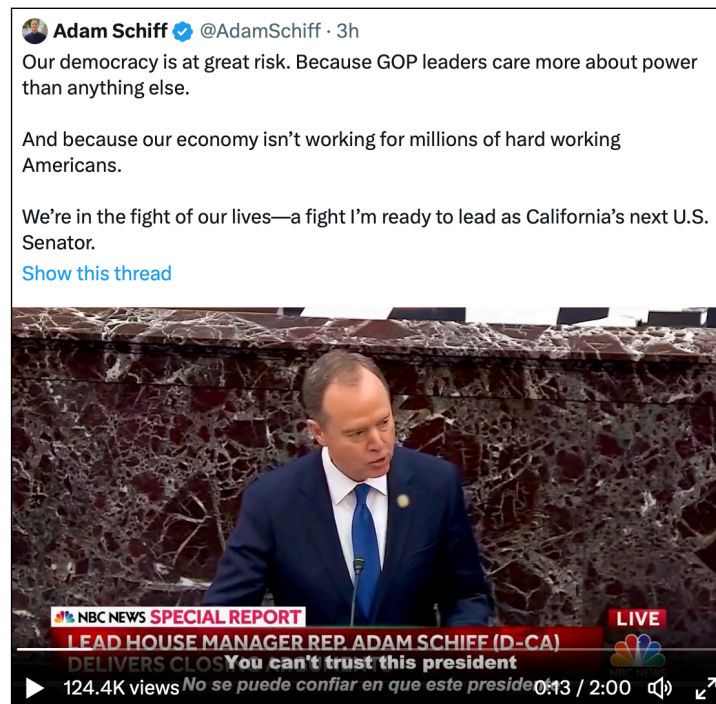 Adam Schiff @AdamSchiff · 3h
Our democracy is at great risk. Because GOP leaders care more about power
than anything else.
And because our economy isn’t working for millions of hard working
Americans.
We’re in the fight of our lives—a fight I’m ready to lead as California’s next U.S.
Senator.
Show this thread
NBC NEWS SPECIAL REPORT
LIVE
LEAD HOUSE MANAGER REP. ADAM SCHIFF (D-CA)
DELIVERS
You can't trust this president
NBC NEWS
124.4K views
No se puede confiar en que este presidente
0:13 / 2:00